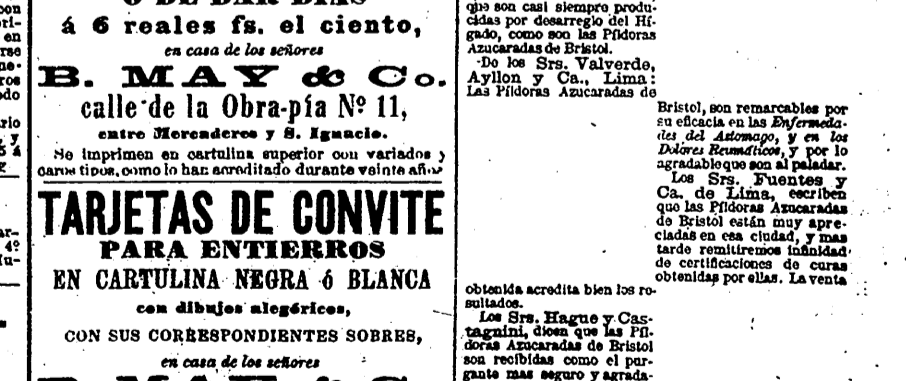 á 6 reales fs. el ciento,
en casa de los señores
B. MAY & Co.
calle de la Obra-pía Nº 11,
entre Mercaderes y S. Ignacio.
Se imprimen en cartulina superior con variados y
caros tipos, como lo han acreditado durante veinte años
TARJETAS DE CONVITE
PARA ENTIERROS
EN CARTULINA NEGRA ó BLANCA
con dibujos alegóricos,
CON SUS CORRESPONDIENTES SOBRES,
en casa de los señores
que son casi siempre produ-
cidas por desarreglo del Hí-
gado, como son las Píldoras
Azucaradas de Bristol.
De los Srs. Valverde,
Ayllon y Ca., Lima:
Las Píldoras Azucaradas de
Bristol, son remarcables por
su eficacia en las Enfermeda-
des del Astomago, y en los
Dolores Reumáticos, y por lo
agradable que son al paladar.
Los Srs. Fuentes y
Ca. de Lima, escriben
que las Píldoras Azucaradas
de Bristol están muy apre-
ciadas en esa ciudad, y mas
tarde remitiremos infinidad
de certificaciones de curas
obtenidas por ellas. La venta
obtenida acredita bien los re-
sultados.
Los Srs. Hague y Cas-
tagnini, dicen que las Píl-
doras Azucaradas de Bristol
son recibidas como el pur-
gante mas seguro y agrada-